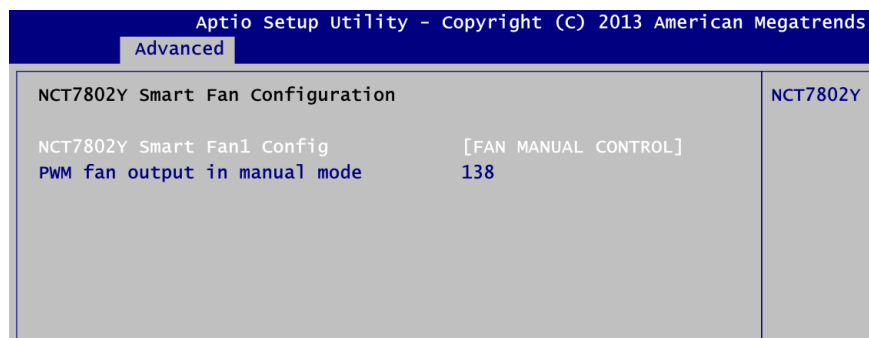 Aptio Setup Utility - Copyright (C) 2013 American Megatrends
Advanced
NCT7802Y Smart Fan Configuration
NCT7802Y
NCT7802Y Smart Fan1 Config [FAN MANUAL CONTROL]
PWM fan output in manual mode 138